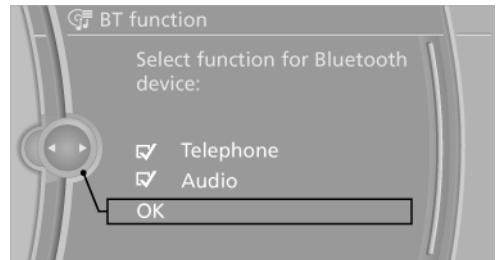 BT function
Select function for Bluetooth
device:
Telephone
Audio
OK